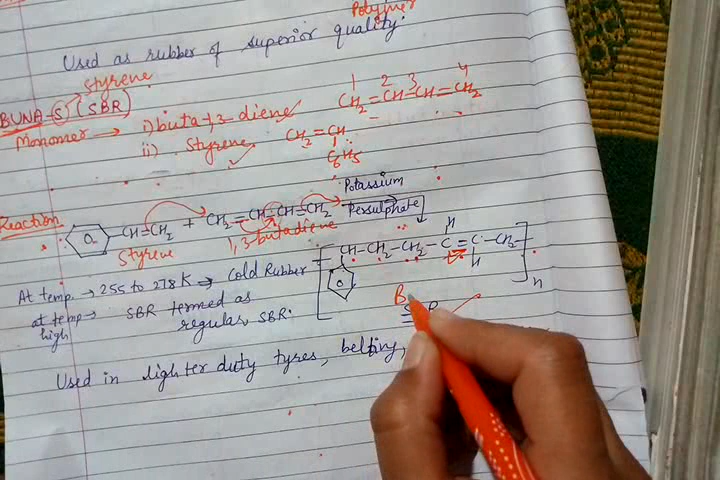 Polymer
Used as rubber of superior quality.
styrene
BUNA-S (SBR)
Monomer → i) buta-1,3-diene
ii) Styrene
1 2 3 4
CH2=CH-CH=CH2
CH2=CH
C6H5
Reaction
CH=CH2 + CH2=CH-CH=CH2
Potassium
Persulphate
Styrene
1,3-butadiene
CH-CH2-CH2-C=C-CH2
H
H
n
At temp. → 255 to 278K → Cold Rubber
at temp → SBR termed as
high regular SBR.
B
SBR
Used in lighter duty tyres, belting,